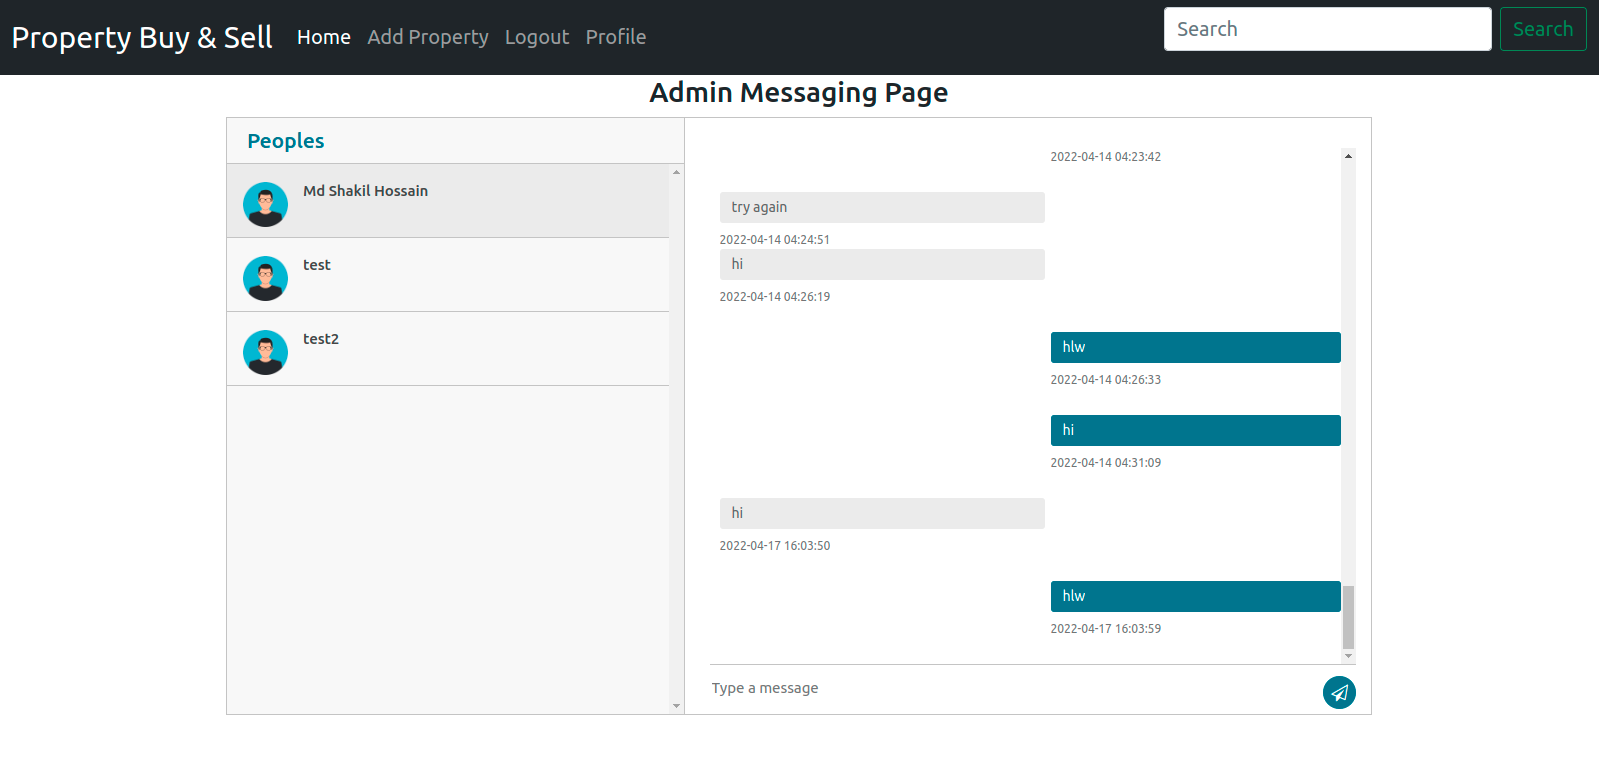 Property Buy & Sell Home Add Property Logout Profile Search Search
Admin Messaging Page
Peoples
Md Shakil Hossain
test
test2
2022-04-14 04:23:42
try again
2022-04-14 04:24:51
hi
2022-04-14 04:26:19
hlw
2022-04-14 04:26:33
hi
2022-04-14 04:31:09
hi
2022-04-17 16:03:50
hlw
2022-04-17 16:03:59
Type a message